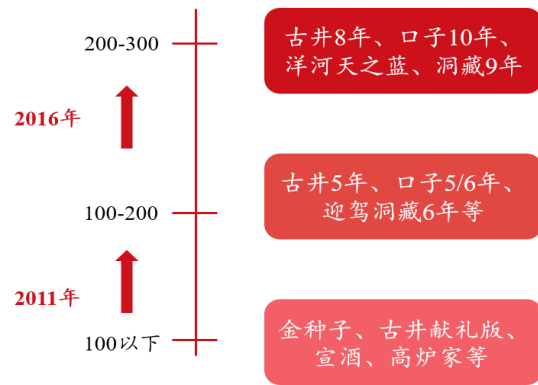 200-300
古井8年、口子10年、
洋河天之蓝、洞藏9年
2016年
100-200
古井5年、口子5/6年、
迎驾洞藏6年等
2011年
100以下
金种子、古井献礼版、
宣酒、高炉家等